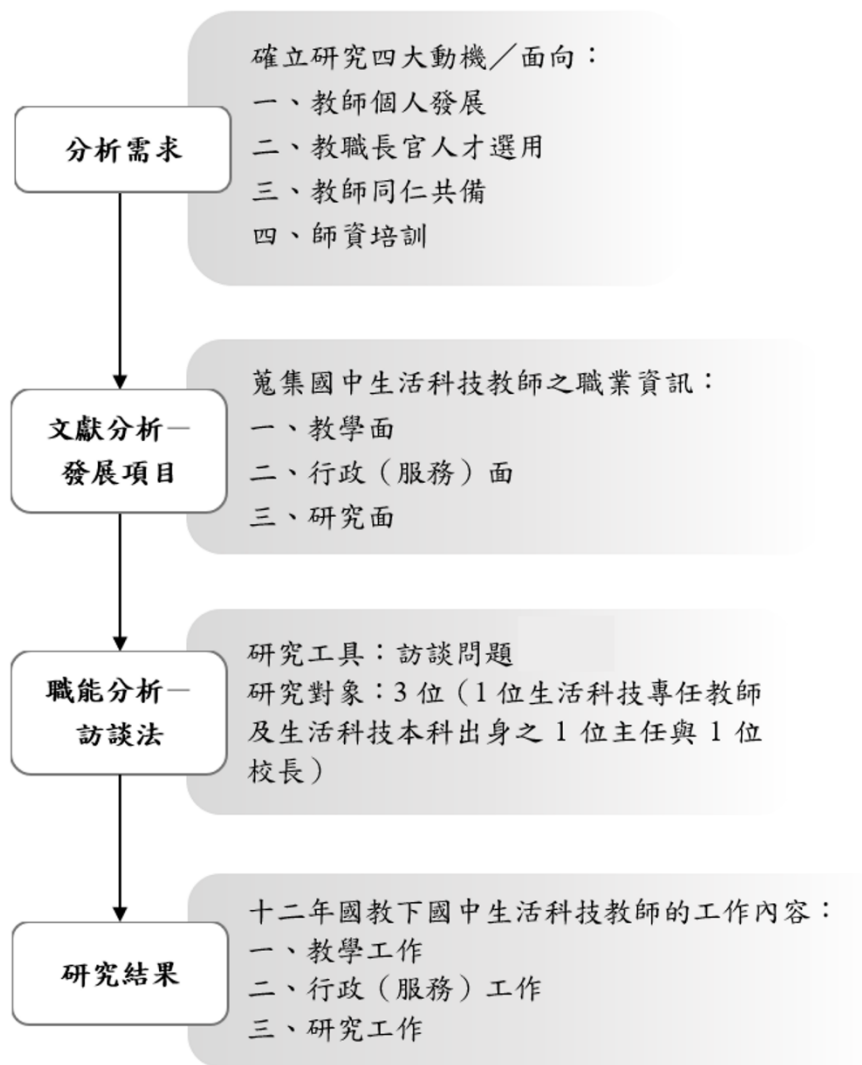 分析需求
確立研究四大動機／面向：
一、教師個人發展
二、教職長官人才選用
三、教師同仁共備
四、師資培訓
文獻分析—
發展項目
蒐集國中生活科技教師之職業資訊：
一、教學面
二、行政（服務）面
三、研究面
職能分析—
訪談法
研究工具：訪談問題
研究對象：3 位（1 位生活科技專任教師
及生活科技本科出身之 1 位主任與 1 位
校長）
研究結果
十二年國教下國中生活科技教師的工作內容：
一、教學工作
二、行政（服務）工作
三、研究工作